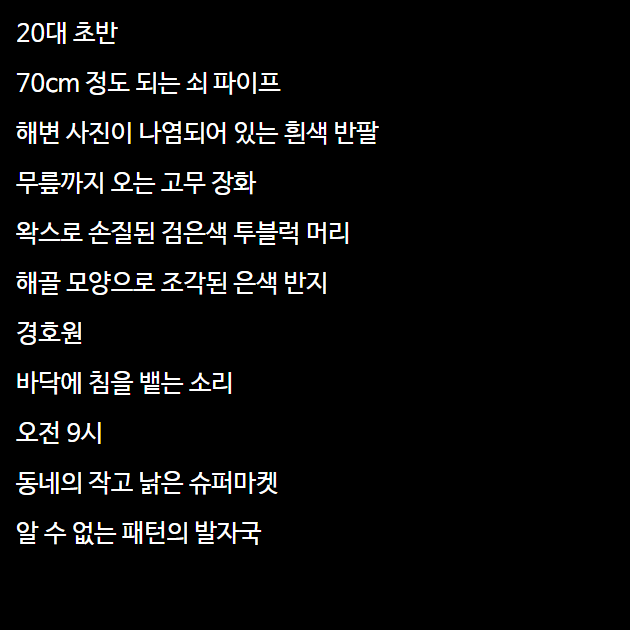 20대 초반
70cm 정도 되는 쇠 파이프
해변 사진이 나염되어 있는 흰색 반팔
무릎까지 오는 고무 장화
왁스로 손질된 검은색 투블럭 머리
해골 모양으로 조각된 은색 반지
경호원
바닥에 침을 뱉는 소리
오전 9시
동네의 작고 낡은 슈퍼마켓
알 수 없는 패턴의 발자국